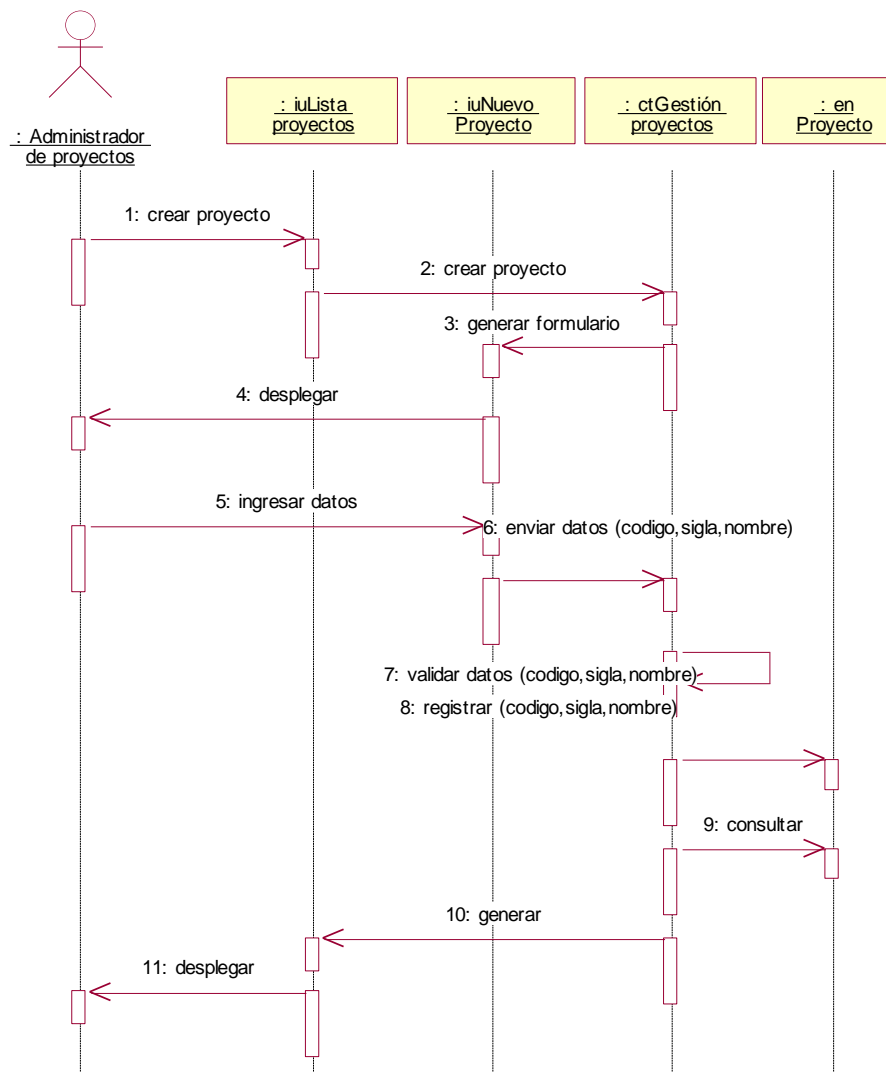 : Administrador
de proyectos
: iuLista
proyectos
: iuNuevo
Proyecto
: ctGestión
proyectos
: en
Proyecto
1: crear proyecto
2: crear proyecto
3: generar formulario
4: desplegar
5: ingresar datos
6: enviar datos (codigo,sigla,nombre)
7: validar datos (codigo,sigla,nombre)
8: registrar (codigo,sigla,nombre)
9: consultar
10: generar
11: desplegar